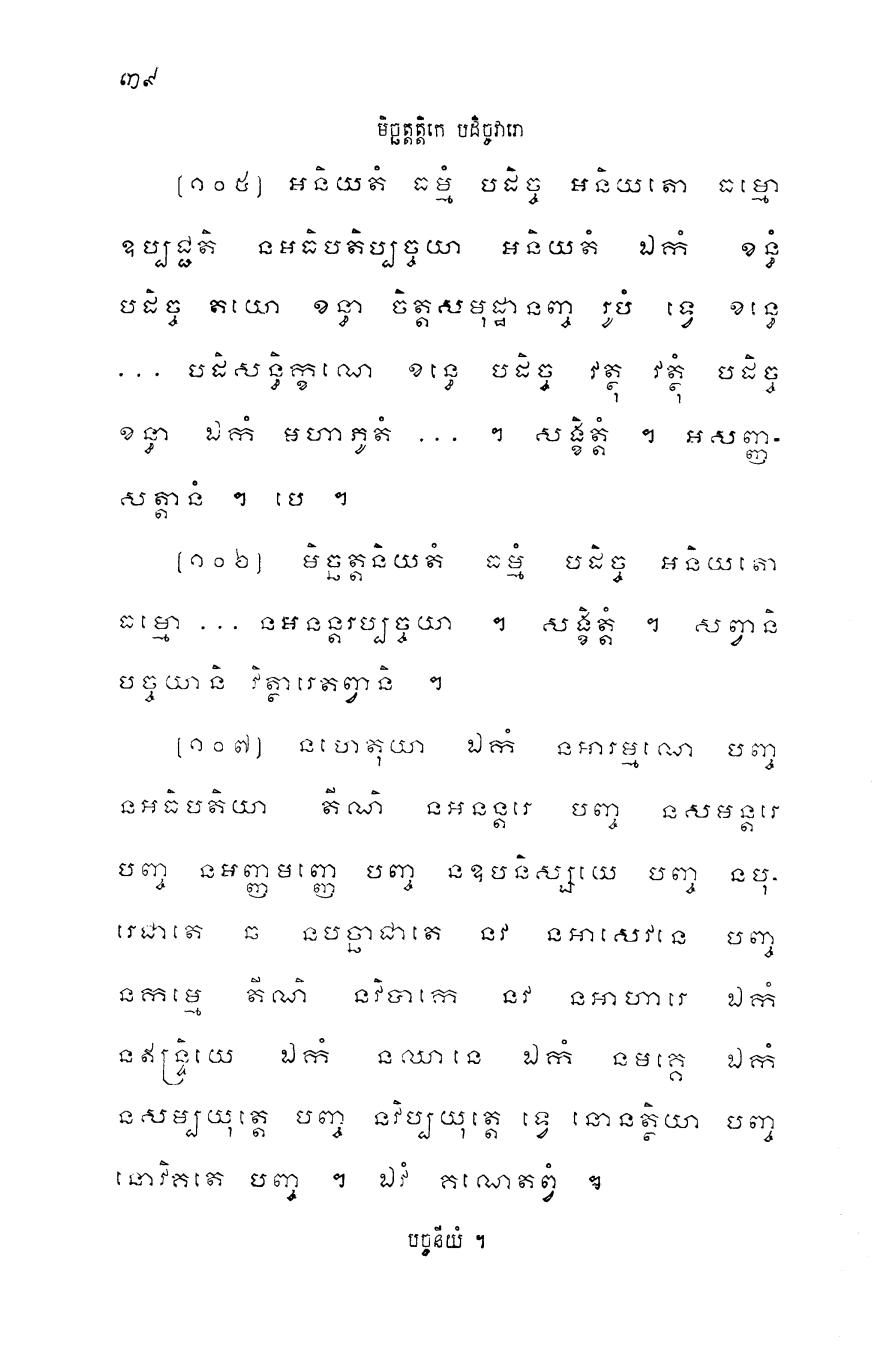 ៣៩
មិច្ឆត្តត្តិកេ បដិច្ចវារោ
[១០៥] អនិយតំ ធម្មំ បដិច្ច អនិយតោ ធម្មោ
ឧប្បជ្ជតិ នអធិបតិប្បច្ចយា អនិយតំ ឯកំ ខន្ធំ
បដិច្ច តយោ ខន្ធា ចិត្តសមុដ្ឋានញ្ច រូបំ ទ្វេ ខន្ធេ
... បដិសន្ធិក្ខណេ ខន្ធេ បដិច្ច វត្ថុ វត្ថុំ បដិច្ច
ខន្ធា ឯកំ មហាភូតំ ... ។ សង្ខិត្តំ ។ អសញ្ញ-
សត្តានំ ។ បេ ។
[១០៦] មិច្ឆត្តនិយតំ ធម្មំ បដិច្ច អនិយតោ
ធម្មោ ... នអនន្តរប្បច្ចយា ។ សង្ខិត្តំ ។ សព្វានិ
បច្ចយានិ វិត្ថារេតព្វានិ ។
[១០៧] នហេតុយា ឯកំ នអារម្មណេ បញ្ច
នអធិបតិយា តីណិ នអនន្តរេ បញ្ច នសមន្តរេ
បញ្ច នអញ្ញមញ្ញេ បញ្ច នឧបនិស្សយេ បញ្ច នបុ-
រេជាតេ ឆ នបច្ឆាជាតេ នវ នអាសេវនេ បញ្ច
នកម្មេ តីណិ នវិបាកេ នវ នអាហារេ ឯកំ
នឥន្ទ្រិយេ ឯកំ នឈានេ ឯកំ នមគ្គេ ឯកំ
នសម្បយុត្តេ បញ្ច នវិប្បយុត្តេ ទ្វេ នោនត្ថិយា បញ្ច
នោវិគតេ បញ្ច ។ ឯវំ គណេតព្វំ ៕
បច្ចនីយំ ។